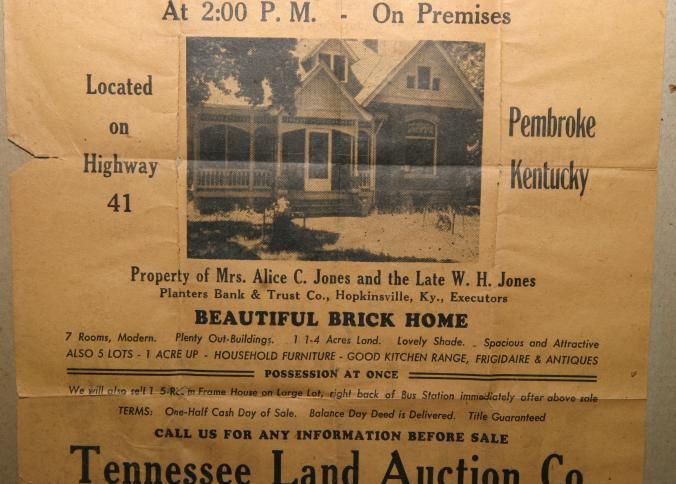 At 2:00 P. M. - On Premises
Located
on
Highway
41
Pembroke
Kentucky
Property of Mrs. Alice C. Jones and the Late W. H. Jones
Planters Bank & Trust Co., Hopkinsville, Ky., Executors
BEAUTIFUL BRICK HOME
7 Rooms, Modern. Plenty Out-Buildings. 1 1-4 Acres Land. Lovely Shade. Spacious and Attractive
ALSO 5 LOTS - 1 ACRE UP - HOUSEHOLD FURNITURE - GOOD KITCHEN RANGE, FRIGIDAIRE & ANTIQUES
POSSESSION AT ONCE
We will also sell 1 5-Room Frame House on Large Lot, right back of Bus Station immediately after above sale
TERMS: One-Half Cash Day of Sale. Balance Day Deed is Delivered. Title Guaranteed
CALL US FOR ANY INFORMATION BEFORE SALE
Tennessee Land Auction Co